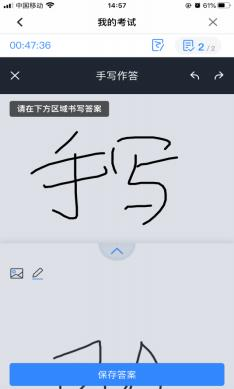 中国移动 14:57 61%
我的考试
00:47:36 2/2
手写作答
请在下方区域书写答案
手写
保存答案